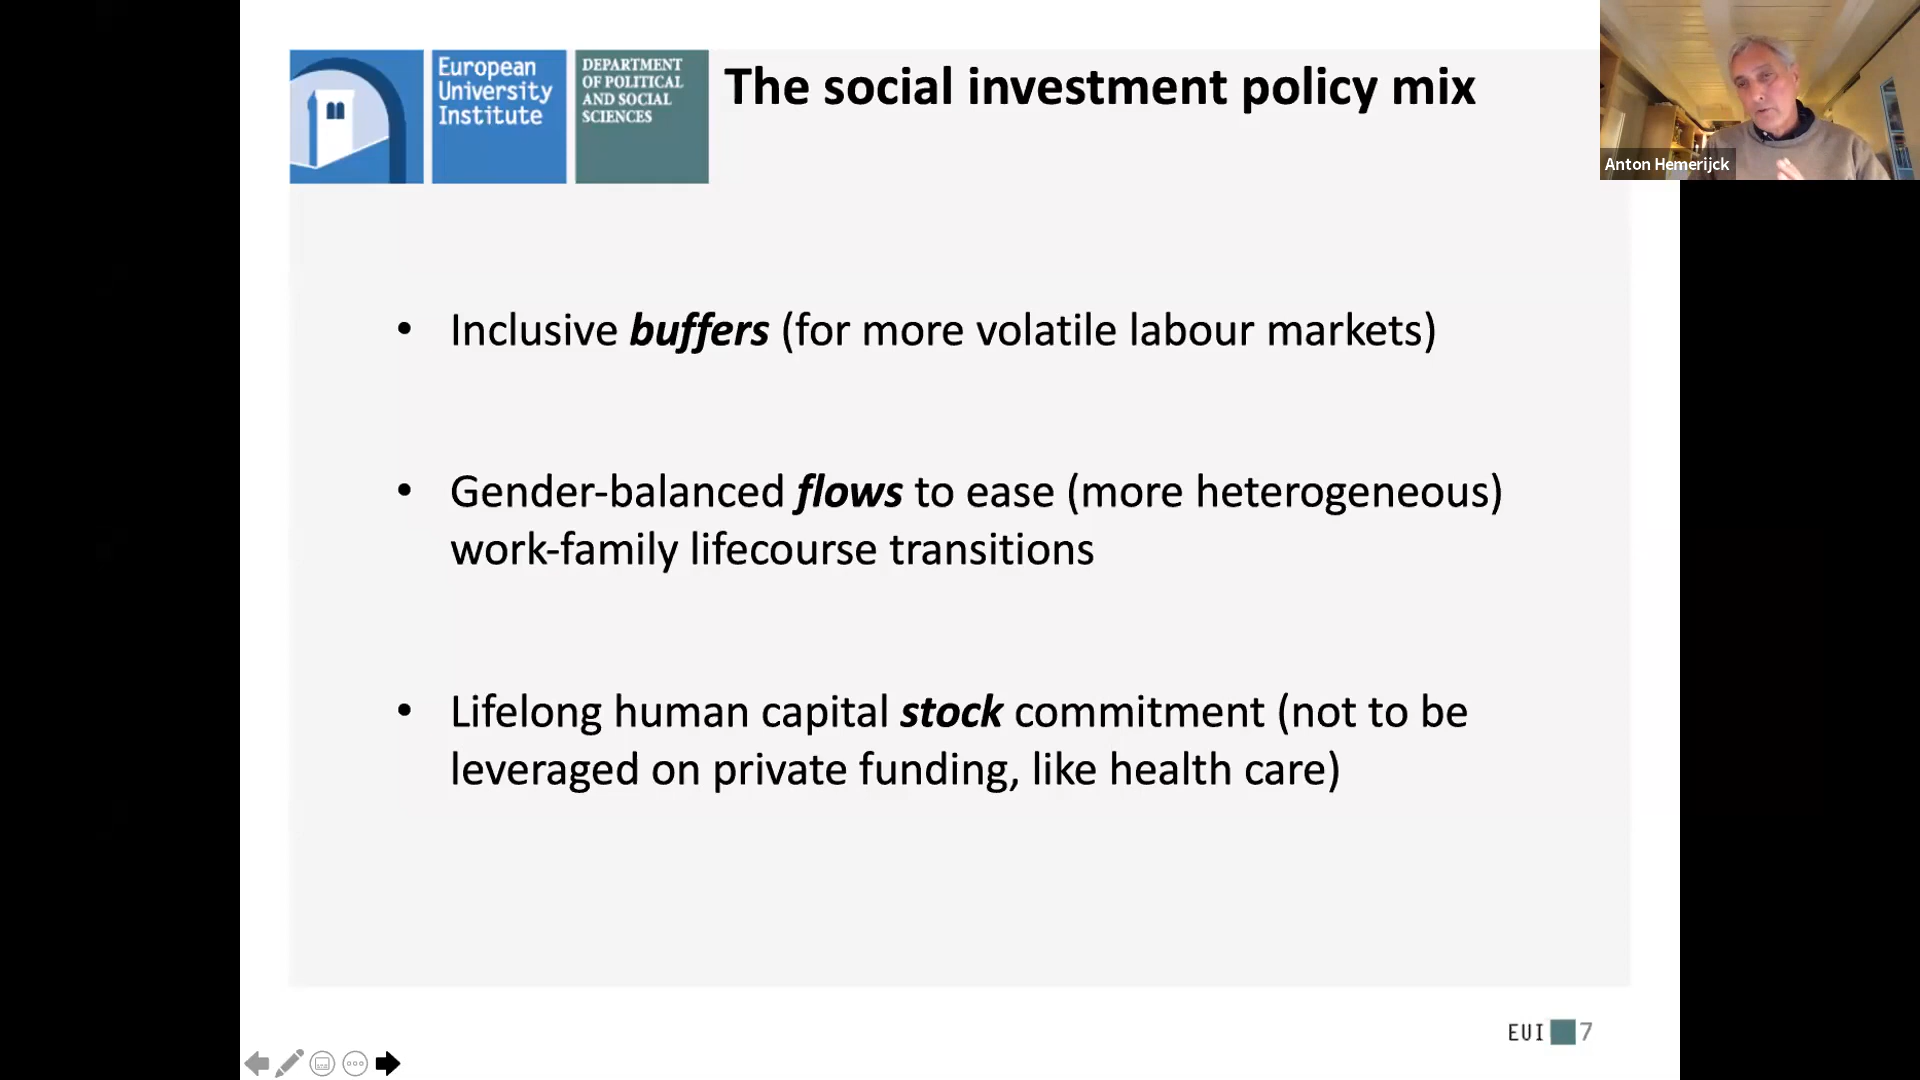 European
University
Institute
DEPARTMENT
OF POLITICAL
AND SOCIAL
SCIENCES
The social investment policy mix
Anton Hemerijck
• Inclusive buffers (for more volatile labour markets)
• Gender-balanced flows to ease (more heterogeneous)
work-family lifecourse transitions
• Lifelong human capital stock commitment (not to be
leveraged on private funding, like health care)
EUI 7